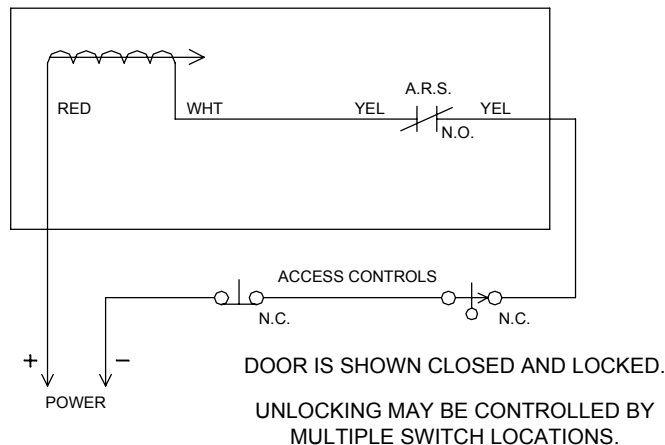 A.R.S.
RED
WHT
YEL
YEL
N.O.
ACCESS CONTROLS
N.C.
N.C.
+
–
POWER
DOOR IS SHOWN CLOSED AND LOCKED.
UNLOCKING MAY BE CONTROLLED BY
MULTIPLE SWITCH LOCATIONS.